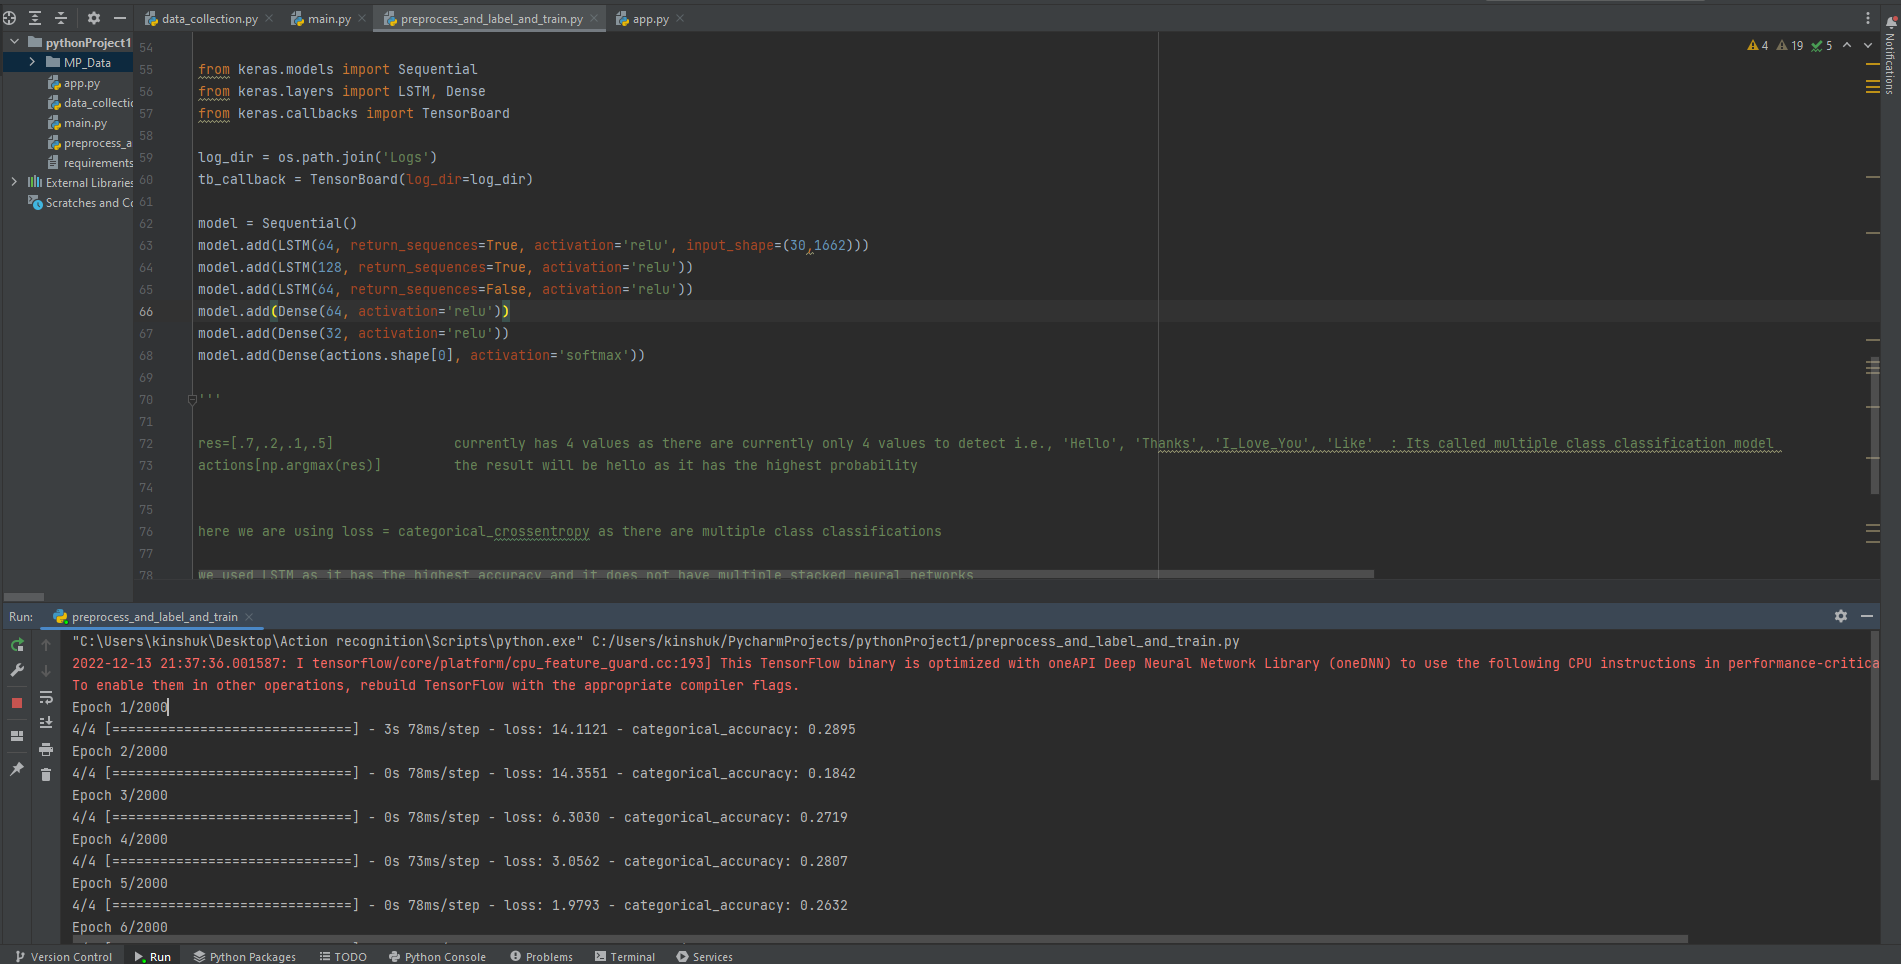 data_collection.py
main.py
preprocess_and_label_and_train.py
app.py
pythonProject1
MP_Data
app.py
data_collectic
main.py
preprocess_a
requirements
External Libraries
Scratches and Co
4 19 5
Notifications
54
55 from keras.models import Sequential
56 from keras.layers import LSTM, Dense
57 from keras.callbacks import TensorBoard
58
59 log_dir = os.path.join('Logs')
60 tb_callback = TensorBoard(log_dir=log_dir)
61
62 model = Sequential()
63 model.add(LSTM(64, return_sequences=True, activation='relu', input_shape=(30,1662)))
64 model.add(LSTM(128, return_sequences=True, activation='relu'))
65 model.add(LSTM(64, return_sequences=False, activation='relu'))
66 model.add(Dense(64, activation='relu'))
67 model.add(Dense(32, activation='relu'))
68 model.add(Dense(actions.shape[0], activation='softmax'))
69
70 '''
71
72 res=[.7,.2,.1,.5] currently has 4 values as there are currently only 4 values to detect i.e., 'Hello', 'Thanks', 'I_Love_You', 'Like' : Its called multiple class classification model
73 actions[np.argmax(res)] the result will be hello as it has the highest probability
74
75
76 here we are using loss = categorical_crossentropy as there are multiple class classifications
77
78 we used LSTM as it has the highest accuracy and it does not have multiple stacked neural networks
Run: preprocess_and_label_and_train
"C:\Users\kinshuk\Desktop\Action recognition\Scripts\python.exe" C:/Users/kinshuk/PycharmProjects/pythonProject1/preprocess_and_label_and_train.py
2022-12-13 21:37:36.001587: I tensorflow/core/platform/cpu_feature_guard.cc:193] This TensorFlow binary is optimized with oneAPI Deep Neural Network Library (oneDNN) to use the following CPU instructions in performance-critica
To enable them in other operations, rebuild TensorFlow with the appropriate compiler flags.
Epoch 1/2000
4/4 [==============================] - 3s 78ms/step - loss: 14.1121 - categorical_accuracy: 0.2895
Epoch 2/2000
4/4 [==============================] - 0s 78ms/step - loss: 14.3551 - categorical_accuracy: 0.1842
Epoch 3/2000
4/4 [==============================] - 0s 78ms/step - loss: 6.3030 - categorical_accuracy: 0.2719
Epoch 4/2000
4/4 [==============================] - 0s 73ms/step - loss: 3.0562 - categorical_accuracy: 0.2807
Epoch 5/2000
4/4 [==============================] - 0s 78ms/step - loss: 1.9793 - categorical_accuracy: 0.2632
Epoch 6/2000
Version Control
Run
Python Packages
TODO
Python Console
Problems
Terminal
Services